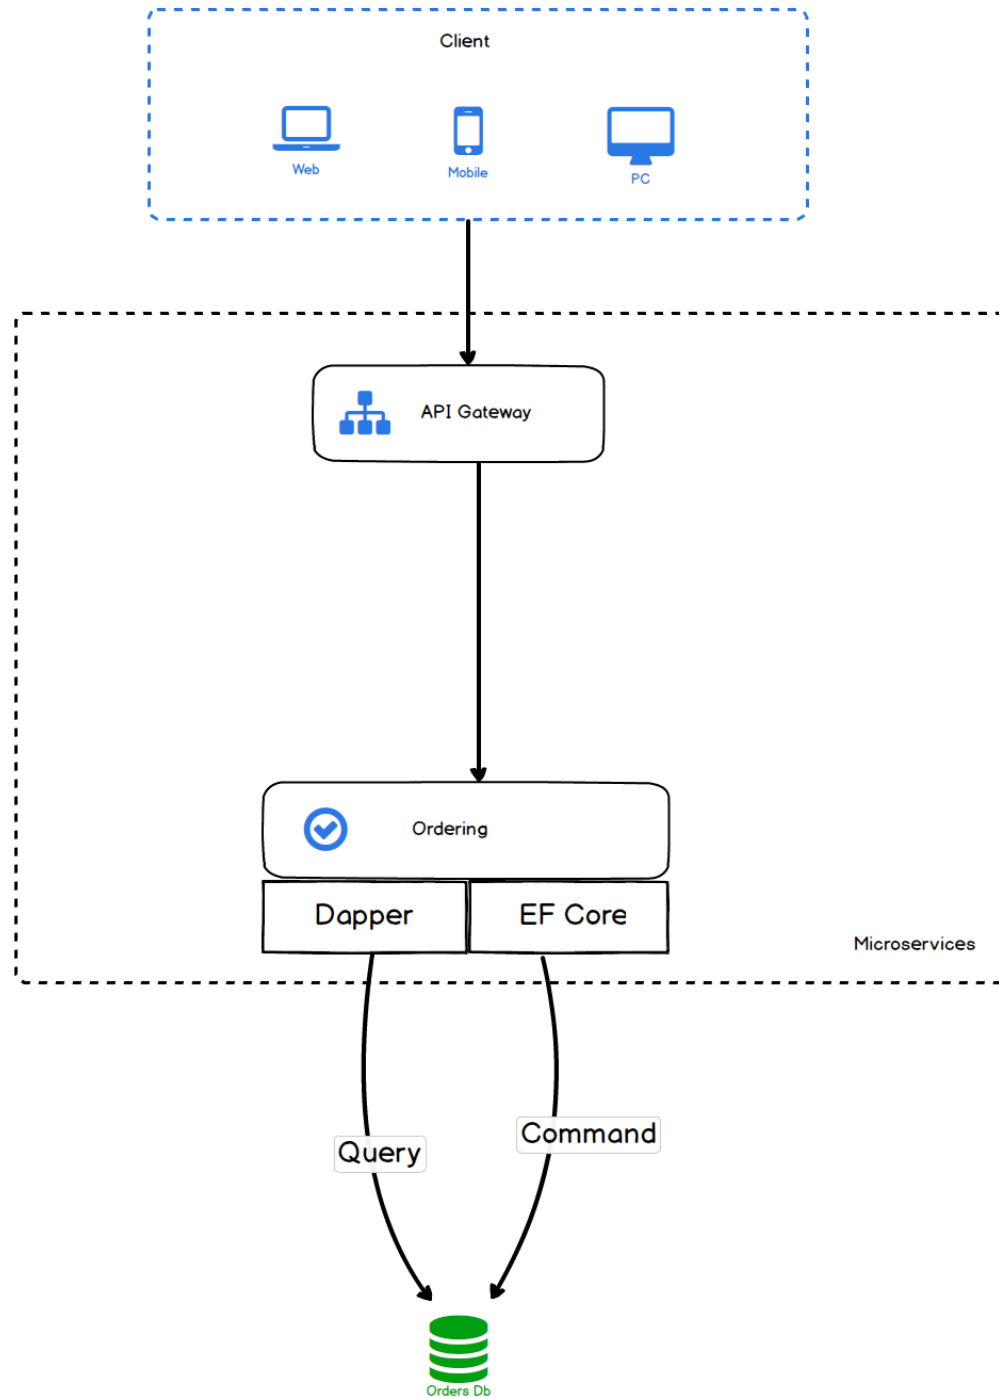 Client
Web
Mobile
PC
API Gateway
Ordering
Dapper
EF Core
Microservices
Command
Query
Orders Db